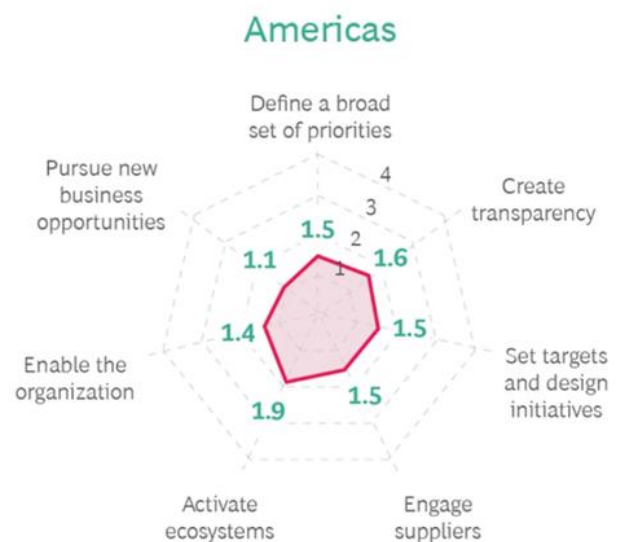 Americas
Define a broad
set of priorities
4
Pursue new
business
opportunities
Create
transparency
3
2
1.5
1.1
1
1.6
1.4
1.5
Enable the
organization
Set targets
and design
initiatives
1.9
1.5
Activate
ecosystems
Engage
suppliers